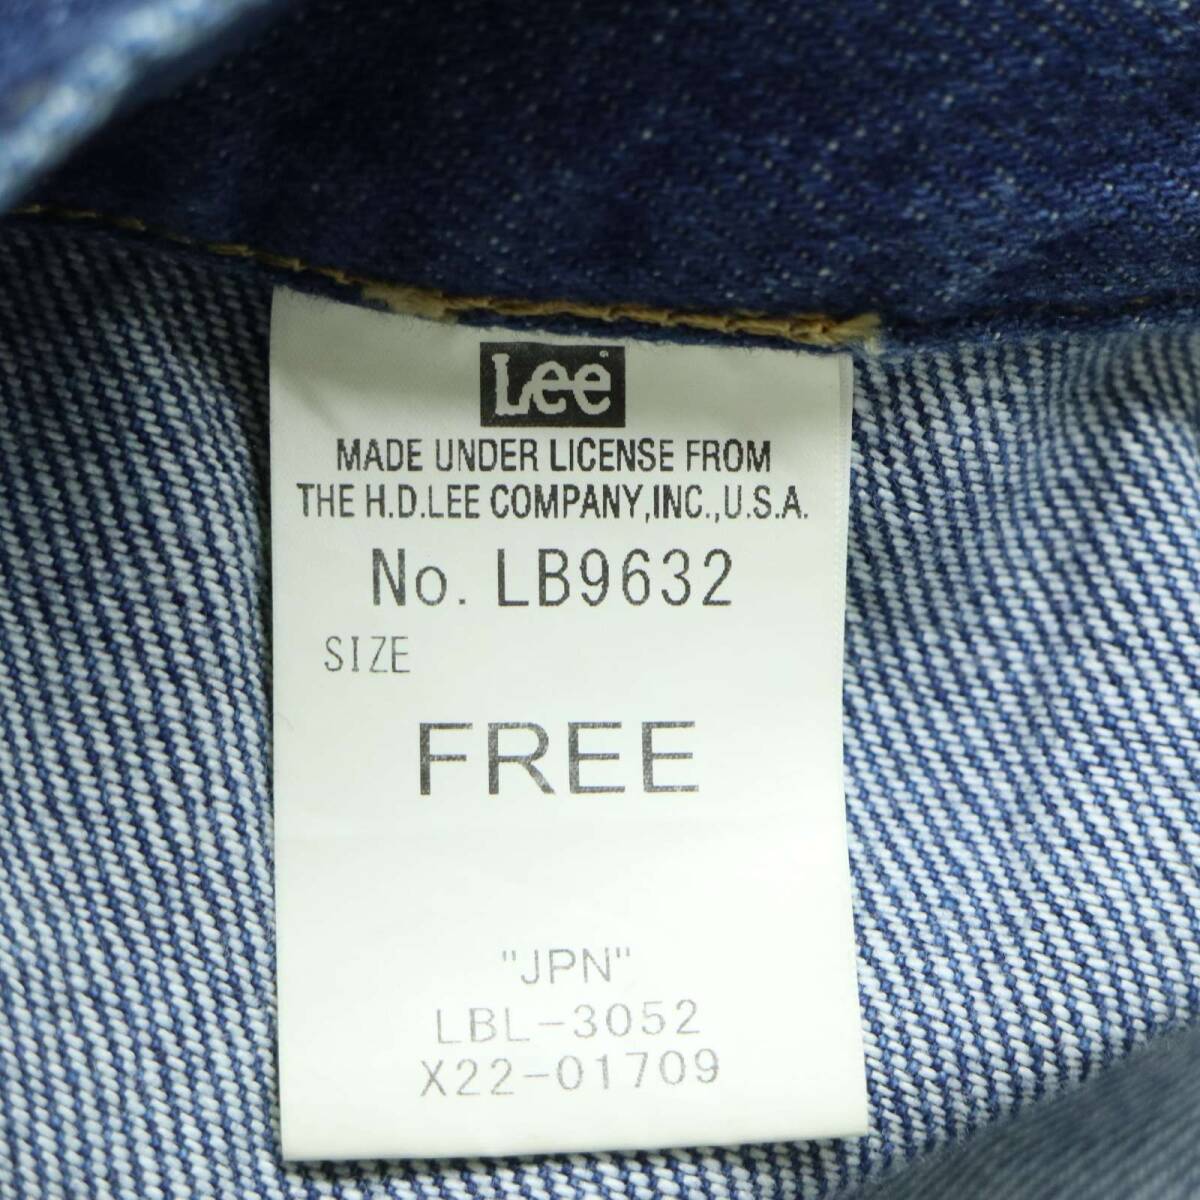 Lee
MADE UNDER LICENSE FROM
THE H.D.LEE COMPANY,INC.,U.S.A.
No. LB9632
SIZE
FREE
"JPN"
LBL-3052
X22-01709